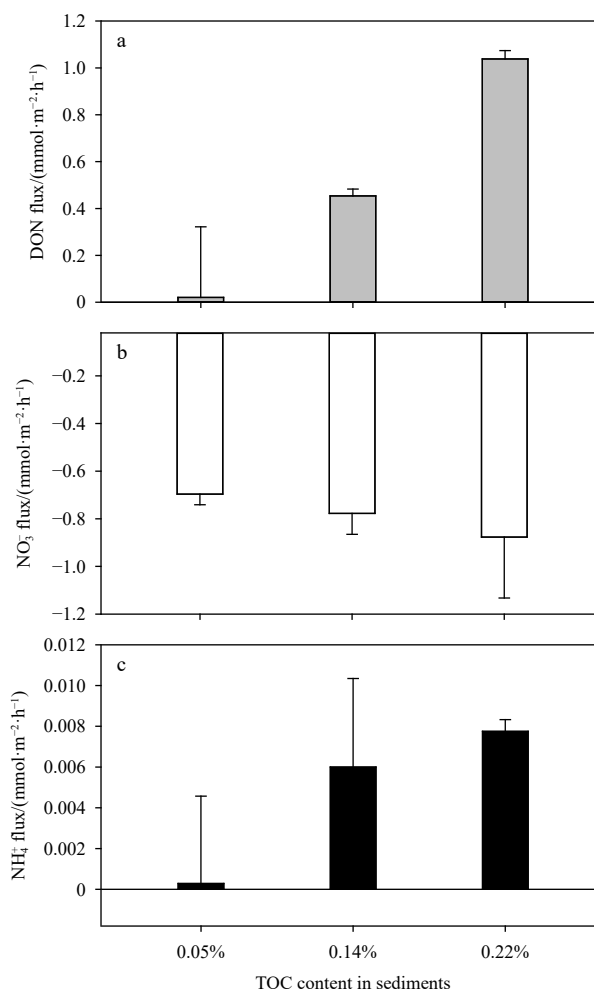 a
DON flux/(mmol·m⁻²·h⁻¹)
1.2
1.0
0.8
0.6
0.4
0.2
0
b
NO₃⁻ flux/(mmol·m⁻²·h⁻¹)
−0.2
−0.4
−0.6
−0.8
−1.0
−1.2
c
NH₄⁺ flux/(mmol·m⁻²·h⁻¹)
0.012
0.010
0.008
0.006
0.004
0.002
0
0.05% 0.14% 0.22%
TOC content in sediments